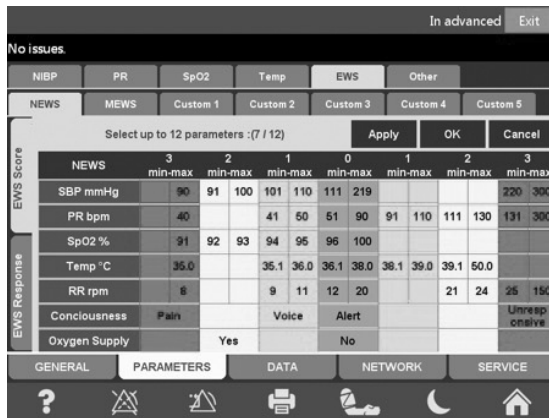 In advanced Exit
No issues.
NIBP PR SpO2 Temp EWS Other
NEWS MEWS Custom 1 Custom 2 Custom 3 Custom 4 Custom 5
Select up to 12 parameters :(7 / 12) Apply OK Cancel
EWS Score
EWS Response
NEWS 3 2 1 0 1 2 3
min-max min-max min-max min-max min-max min-max min-max
SBP mmHg 90 91 100 101 110 111 219 220 300
PR bpm 40 41 50 51 90 91 110 111 130 131 300
SpO2 % 91 92 93 94 95 96 100
Temp °C 35.0 35.1 36.0 36.1 38.0 38.1 39.0 39.1 50.0
RR rpm 8 9 11 12 20 21 24 25 150
Conciousness Pain Voice Alert Unresp
onsive
Oxygen Supply Yes No
GENERAL PARAMETERS DATA NETWORK SERVICE
?